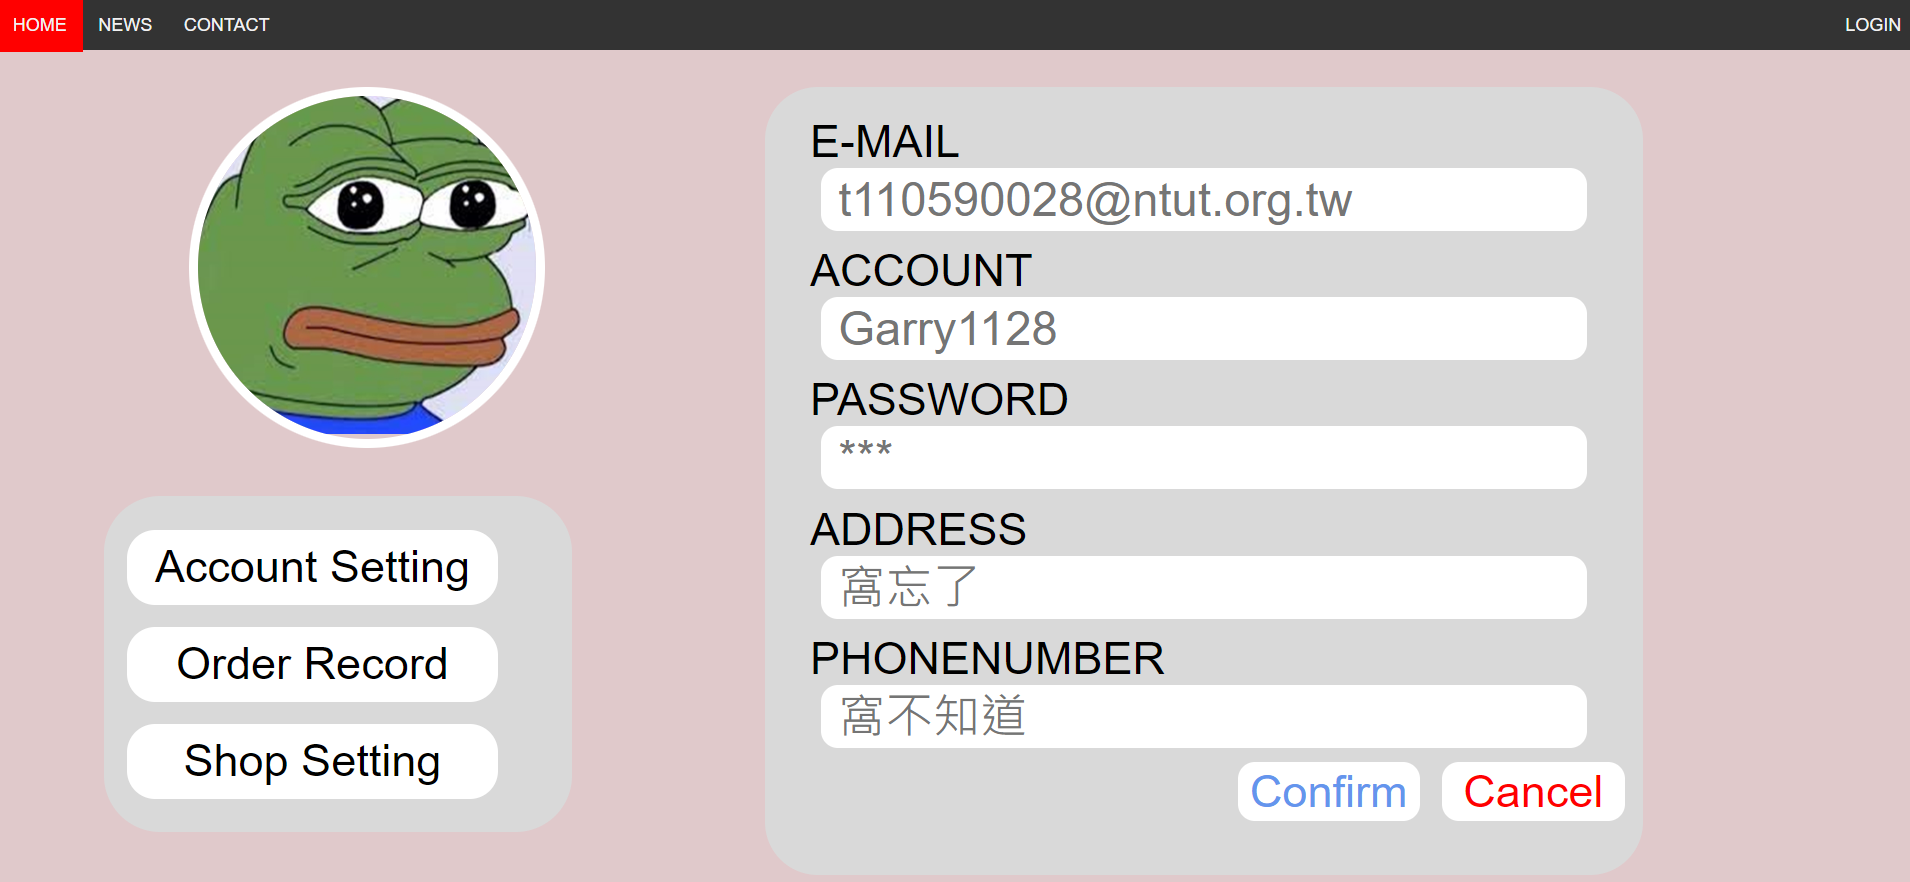 HOME NEWS CONTACT LOGIN
Account Setting
Order Record
Shop Setting
E-MAIL
t110590028@ntut.org.tw
ACCOUNT
Garry1128
PASSWORD
***
ADDRESS
窩忘了
PHONENUMBER
窩不知道
Confirm Cancel